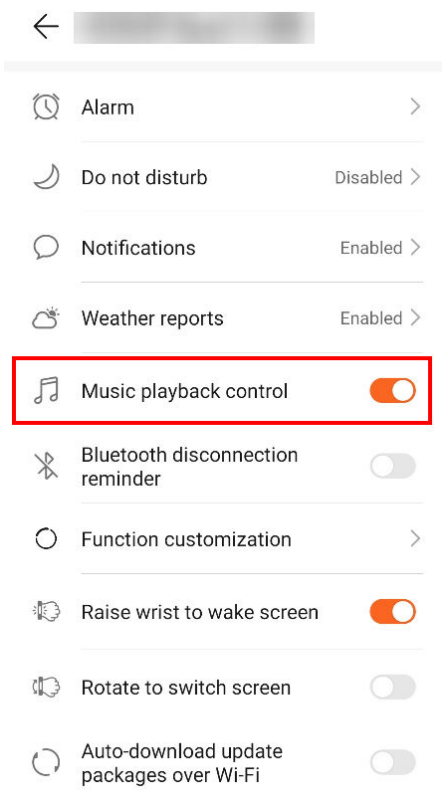 Alarm
Do not disturb Disabled
Notifications Enabled
Weather reports Enabled
Music playback control
Bluetooth disconnection
reminder
Function customization
Raise wrist to wake screen
Rotate to switch screen
Auto-download update
packages over Wi-Fi